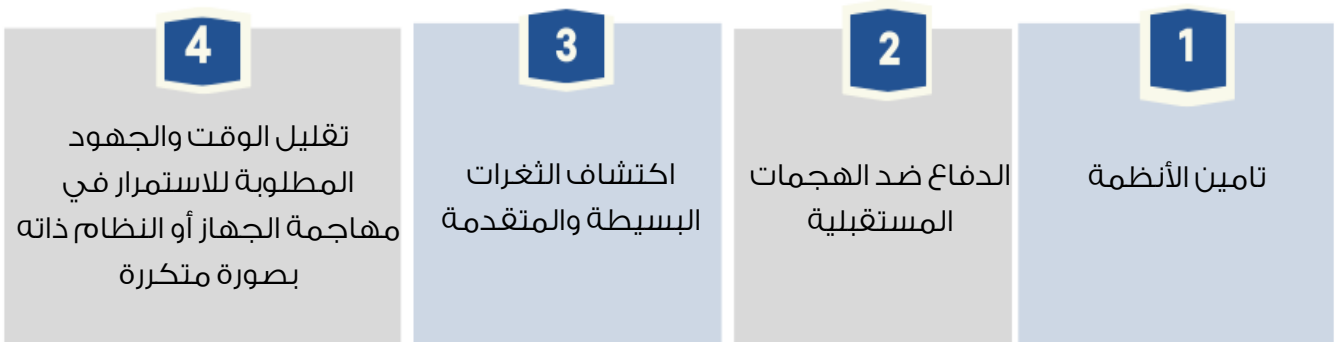 1
تامين الأنظمة
2
الدفاع ضد الهجمات
المستقبلية
3
اكتشاف الثغرات
البسيطة والمتقدمة
4
تقليل الوقت والجهود
المطلوبة للاستمرار في
مهاجمة الجهاز أو النظام ذاته
بصورة متكررة